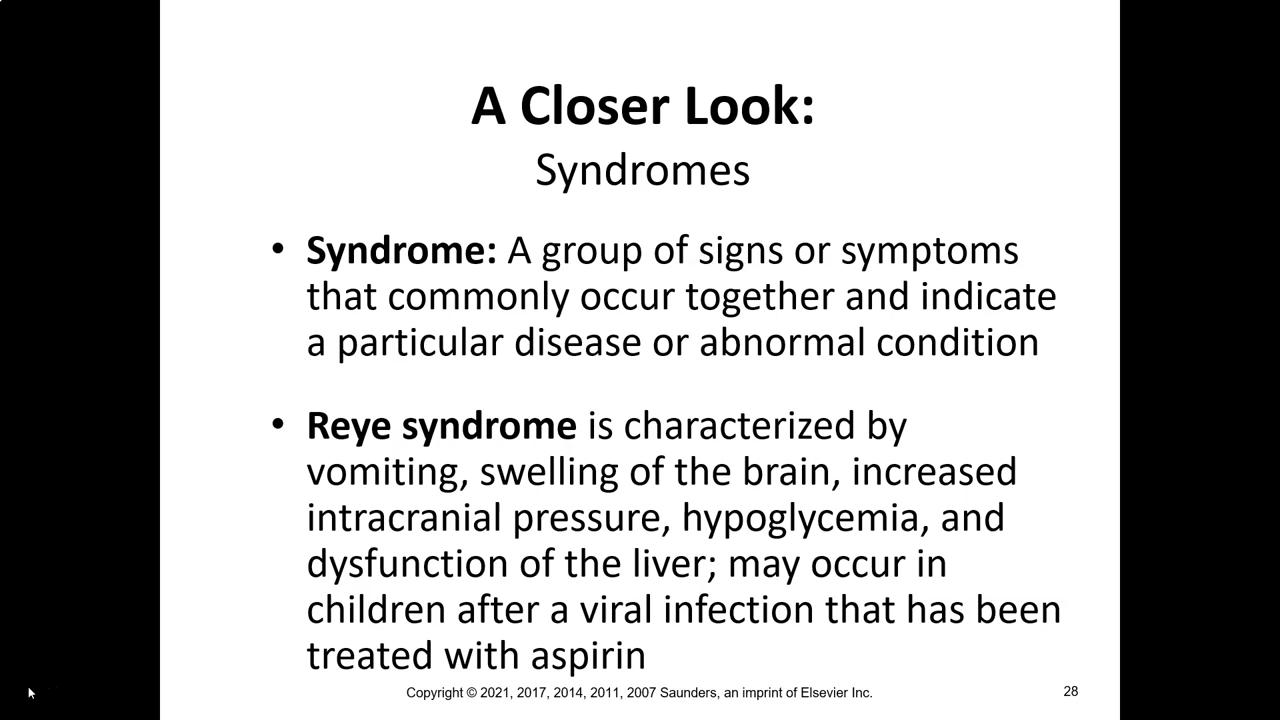 A Closer Look:
Syndromes
• Syndrome: A group of signs or symptoms
that commonly occur together and indicate
a particular disease or abnormal condition
• Reye syndrome is characterized by
vomiting, swelling of the brain, increased
intracranial pressure, hypoglycemia, and
dysfunction of the liver; may occur in
children after a viral infection that has been
treated with aspirin
Copyright © 2021, 2017, 2014, 2011, 2007 Saunders, an imprint of Elsevier Inc.
28